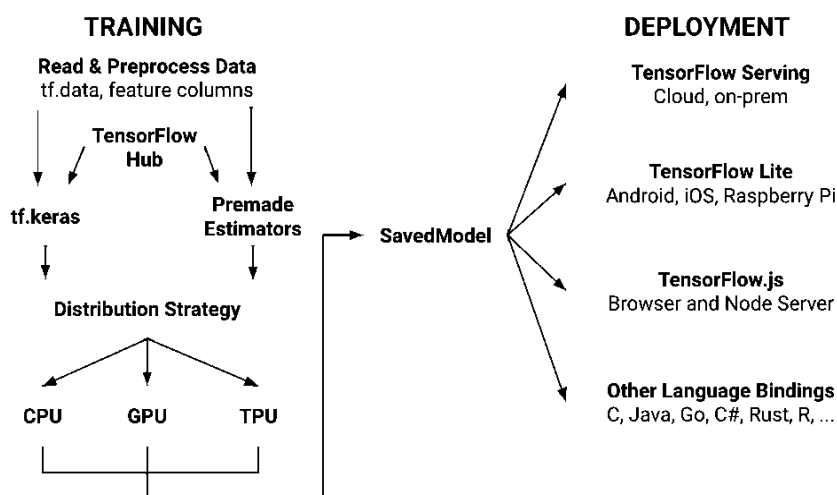 TRAINING
Read & Preprocess Data
tf.data, feature columns
TensorFlow
Hub
tf.keras
Premade
Estimators
Distribution Strategy
CPU
GPU
TPU
SavedModel
DEPLOYMENT
TensorFlow Serving
Cloud, on-prem
TensorFlow Lite
Android, iOS, Raspberry Pi
TensorFlow.js
Browser and Node Server
Other Language Bindings
C, Java, Go, C#, Rust, R, ...